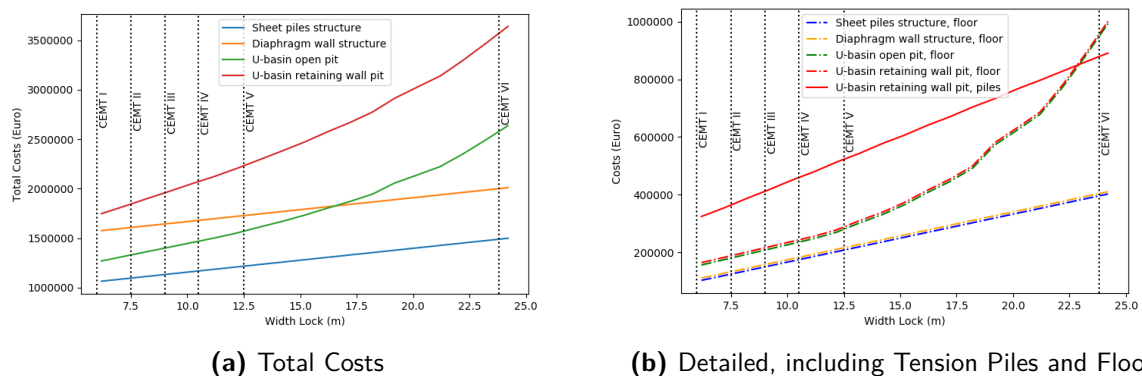 Total Costs (Euro)
3500000
3000000
2500000
2000000
1500000
1000000
Sheet piles structure
Diaphragm wall structure
U-basin open pit
U-basin retaining wall pit
CEMT I
CEMT II
CEMT III
CEMT IV
CEMT V
CEMT VI
7.5
10.0
12.5
15.0
17.5
20.0
22.5
25.0
Width Lock (m)
(a) Total Costs
Costs (Euro)
1000000
800000
600000
400000
200000
Sheet piles structure, floor
Diaphragm wall structure, floor
U-basin open pit, floor
U-basin retaining wall pit, floor
U-basin retaining wall pit, piles
CEMT I
CEMT II
CEMT III
CEMT IV
CEMT V
CEMT VI
7.5
10.0
12.5
15.0
17.5
20.0
22.5
25.0
Width Lock (m)
(b) Detailed, including Tension Piles and Floo